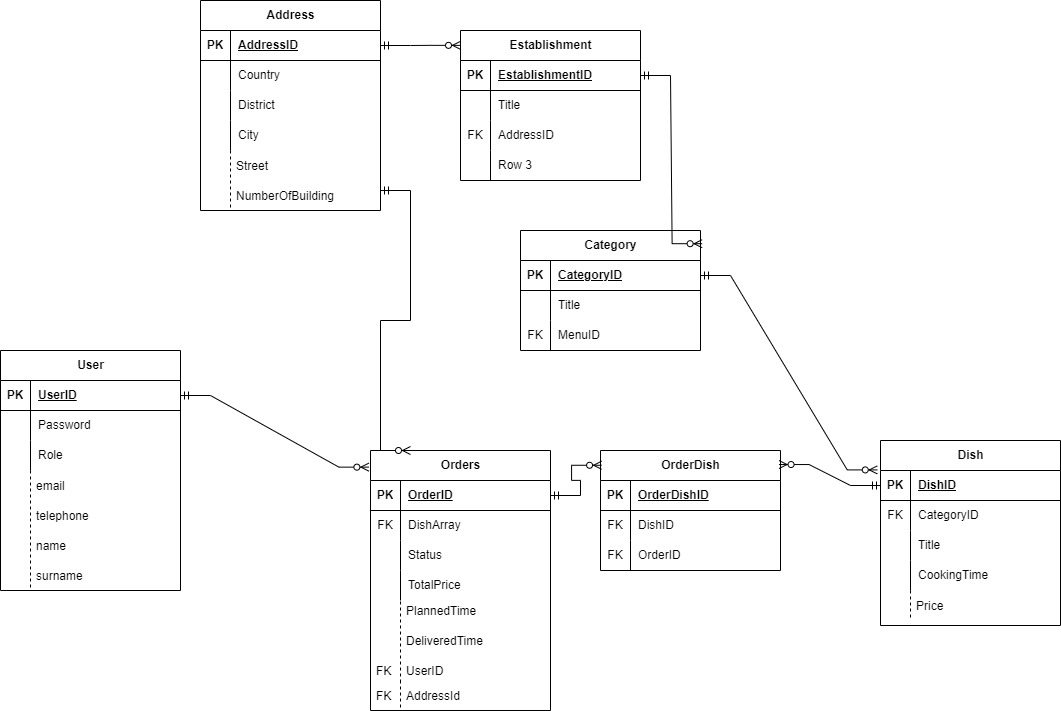 Address
PK AddressID
Country
District
City
Street
NumberOfBuilding
Establishment
PK EstablishmentID
Title
FK AddressID
Row 3
Category
PK CategoryID
Title
FK MenuID
User
PK UserID
Password
Role
email
telephone
name
surname
Orders
PK OrderID
FK DishArray
Status
TotalPrice
PlannedTime
DeliveredTime
FK UserID
FK AddressId
OrderDish
PK OrderDishID
FK DishID
FK OrderID
Dish
PK DishID
FK CategoryID
Title
CookingTime
Price